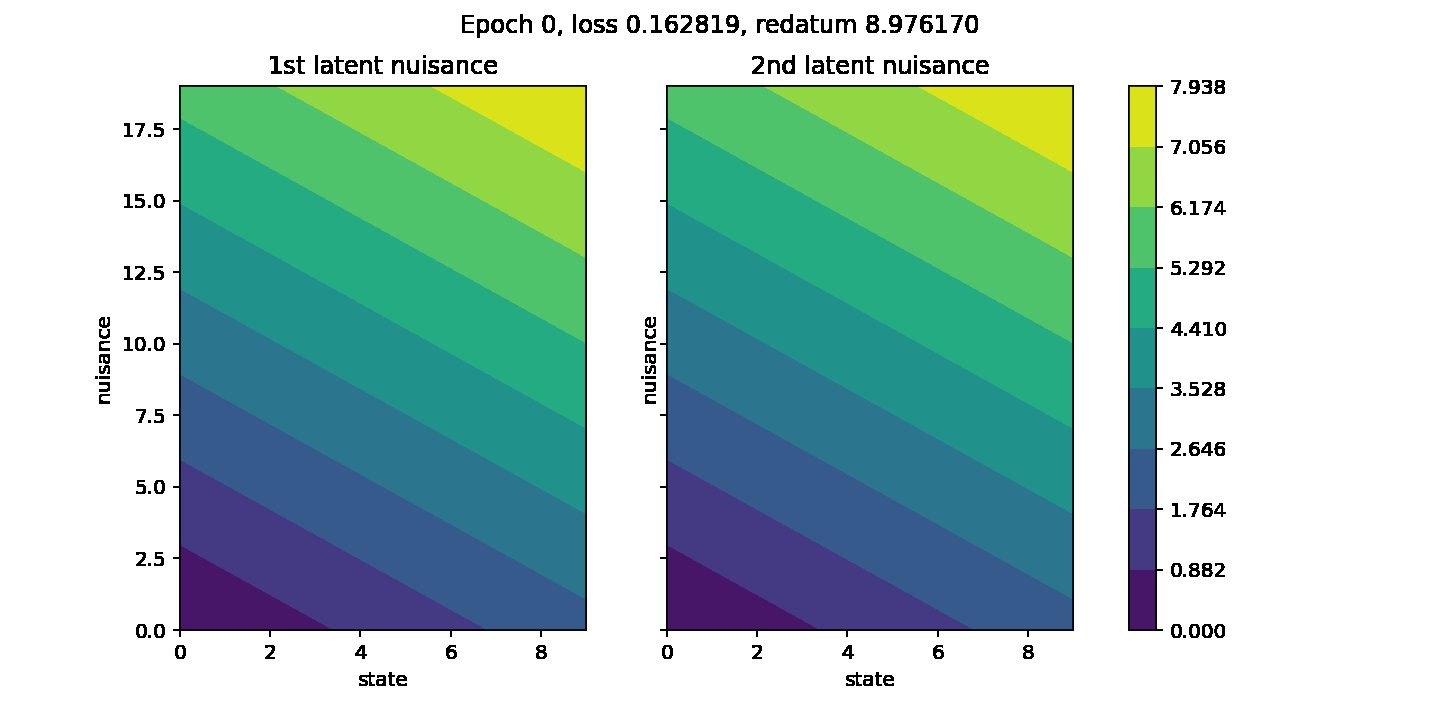 Epoch 0, loss 0.162819, redatum 8.976170
1st latent nuisance
2nd latent nuisance
nuisance
17.5
15.0
12.5
10.0
7.5
5.0
2.5
0.0
0 2 4 6 8
state
nuisance
0 2 4 6 8
state
7.938
7.056
6.174
5.292
4.410
3.528
2.646
1.764
0.882
0.000